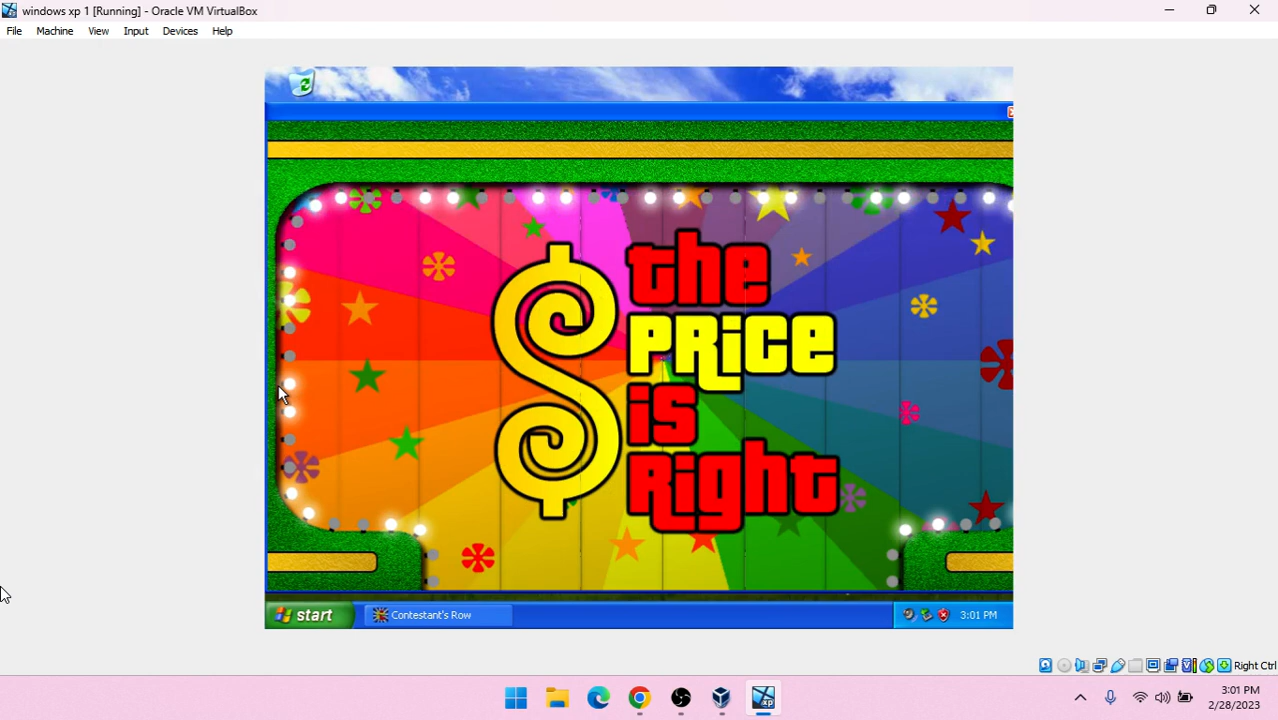 windows xp 1 [Running] - Oracle VM VirtualBox
File Machine View Input Devices Help
the
PRiCe
is
Right
start
Contestant's Row
3:01 PM
Right Ctrl
xp
3:01 PM
2/28/2023